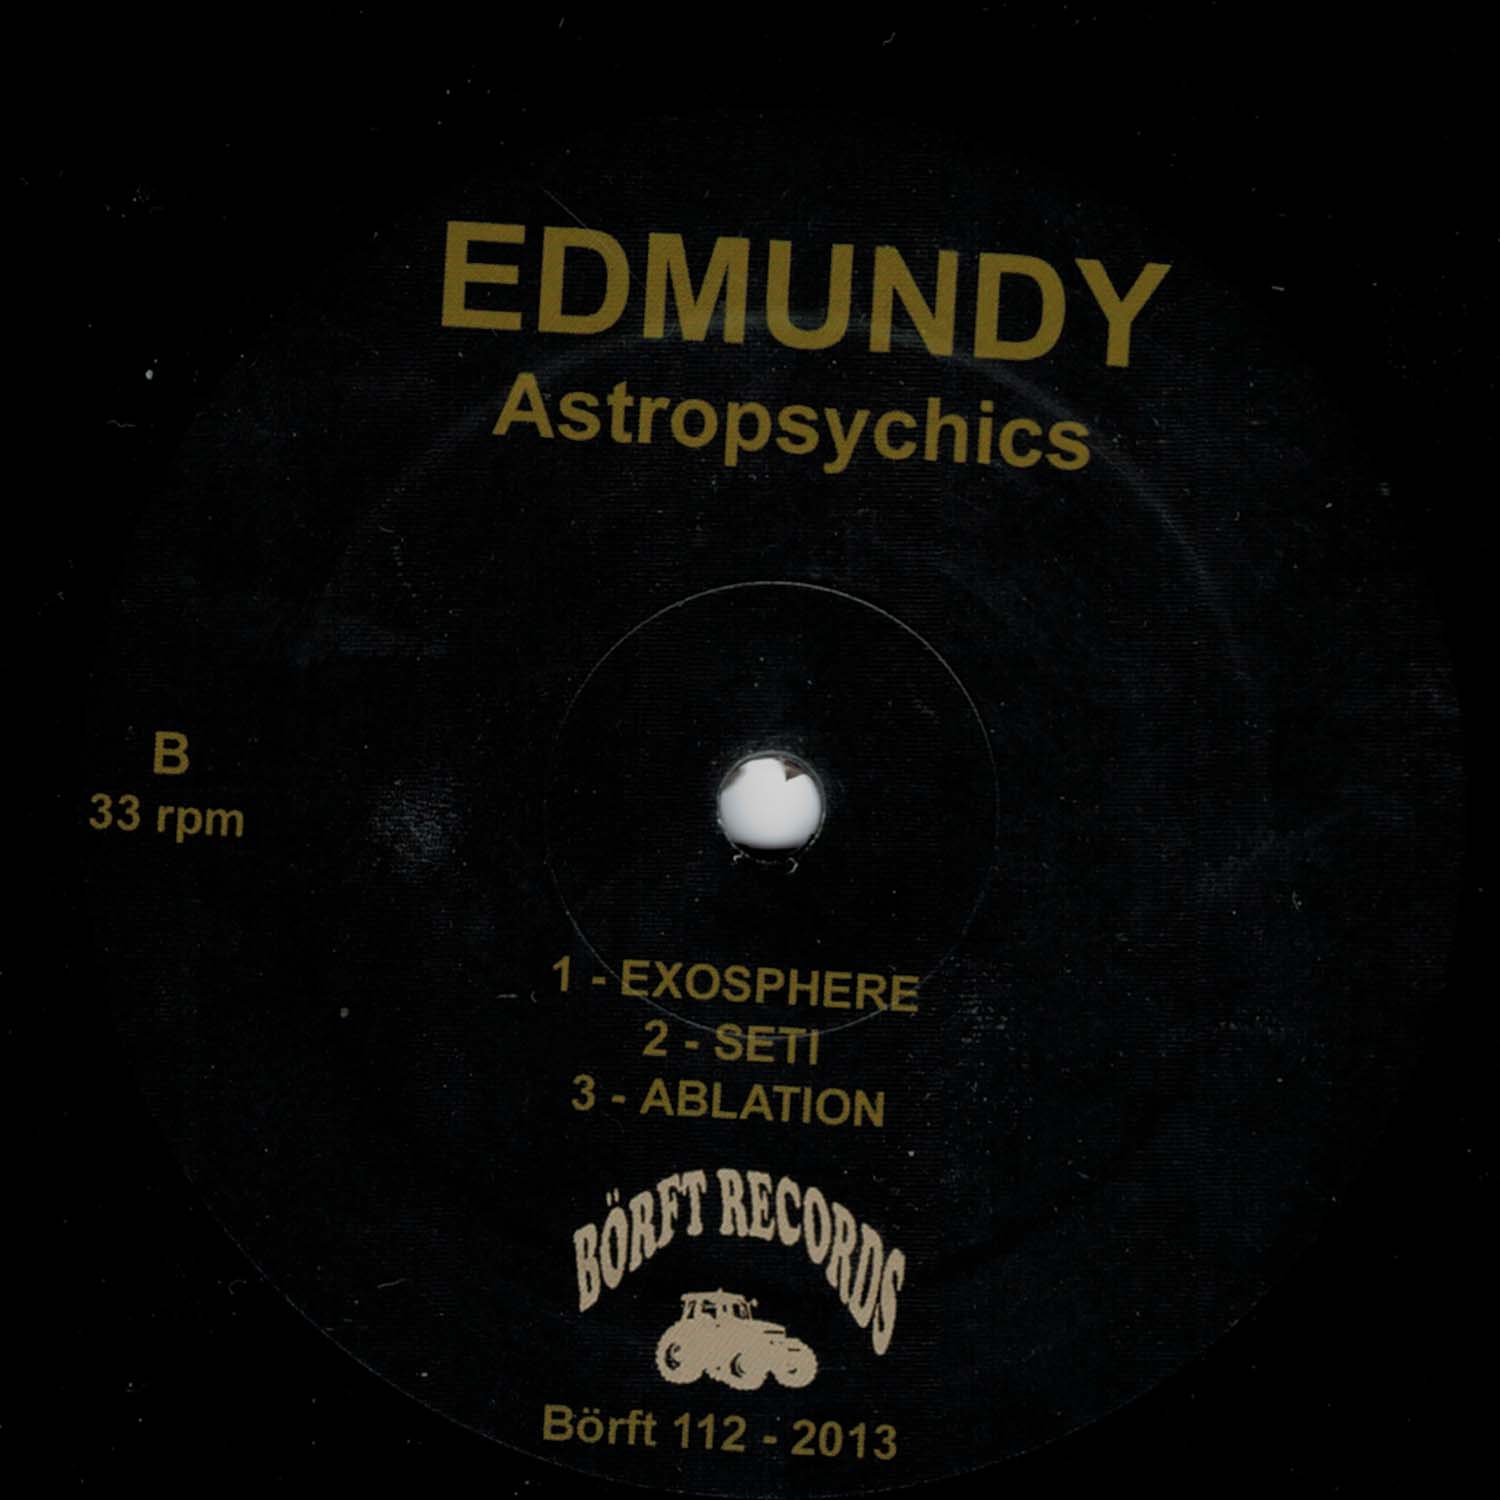 EDMUNDY
Astropsychics
B
33 rpm
1 - EXOSPHERE
2 - SETI
3 - ABLATION
BÖRFT RECORDS
Börft 112 - 2013